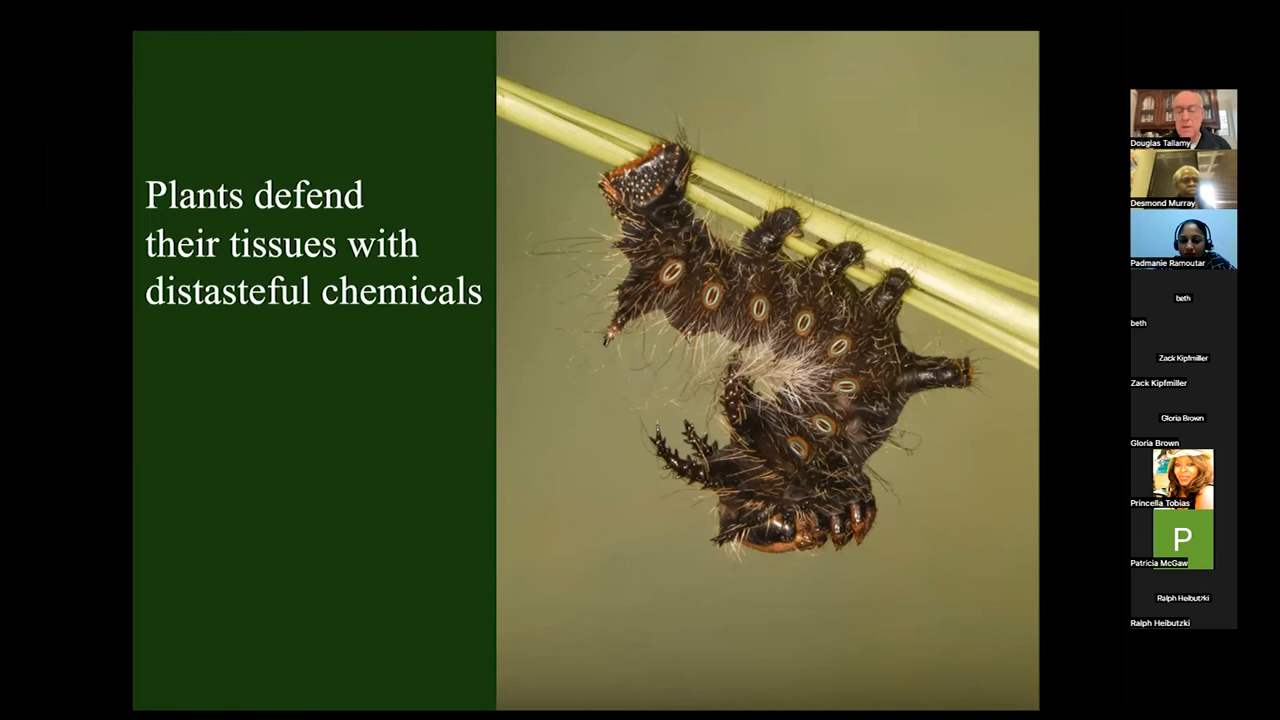 Plants defend
their tissues with
distasteful chemicals
Douglas Tallamy
Desmond Murray
Padmanie Ramoutar
beth
beth
Zack Kipfmiller
Zack Kipfmiller
Gloria Brown
Gloria Brown
Princella Tobias
P
Patricia McGaw
Ralph Heibutzki
Ralph Heibutzki